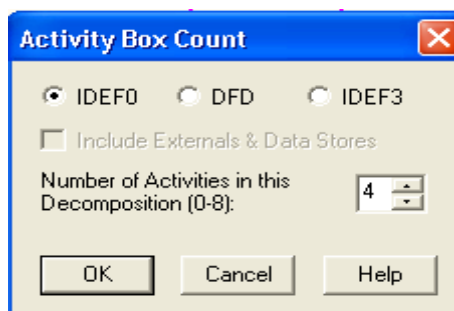 Activity Box Count
IDEF0 DFD IDEF3
Include Externals & Data Stores
Number of Activities in this
Decomposition (0-8):
4
OK Cancel Help